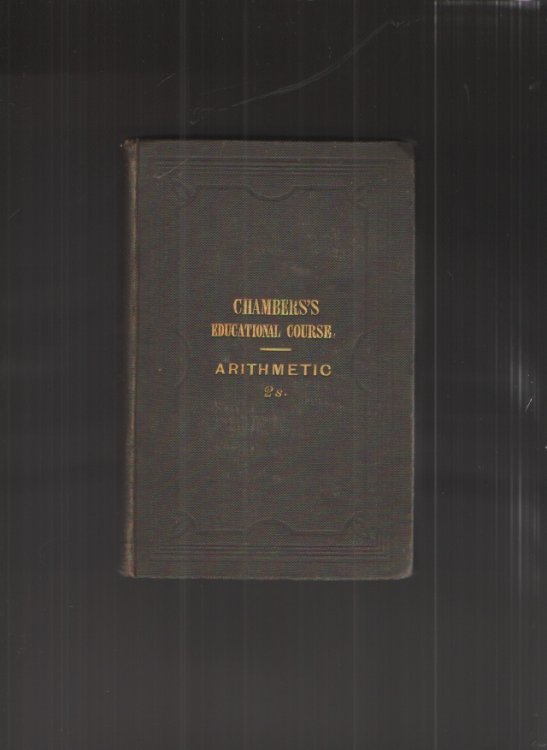 CHAMBERS'S
EDUCATIONAL COURSE.
ARITHMETIC
2s.